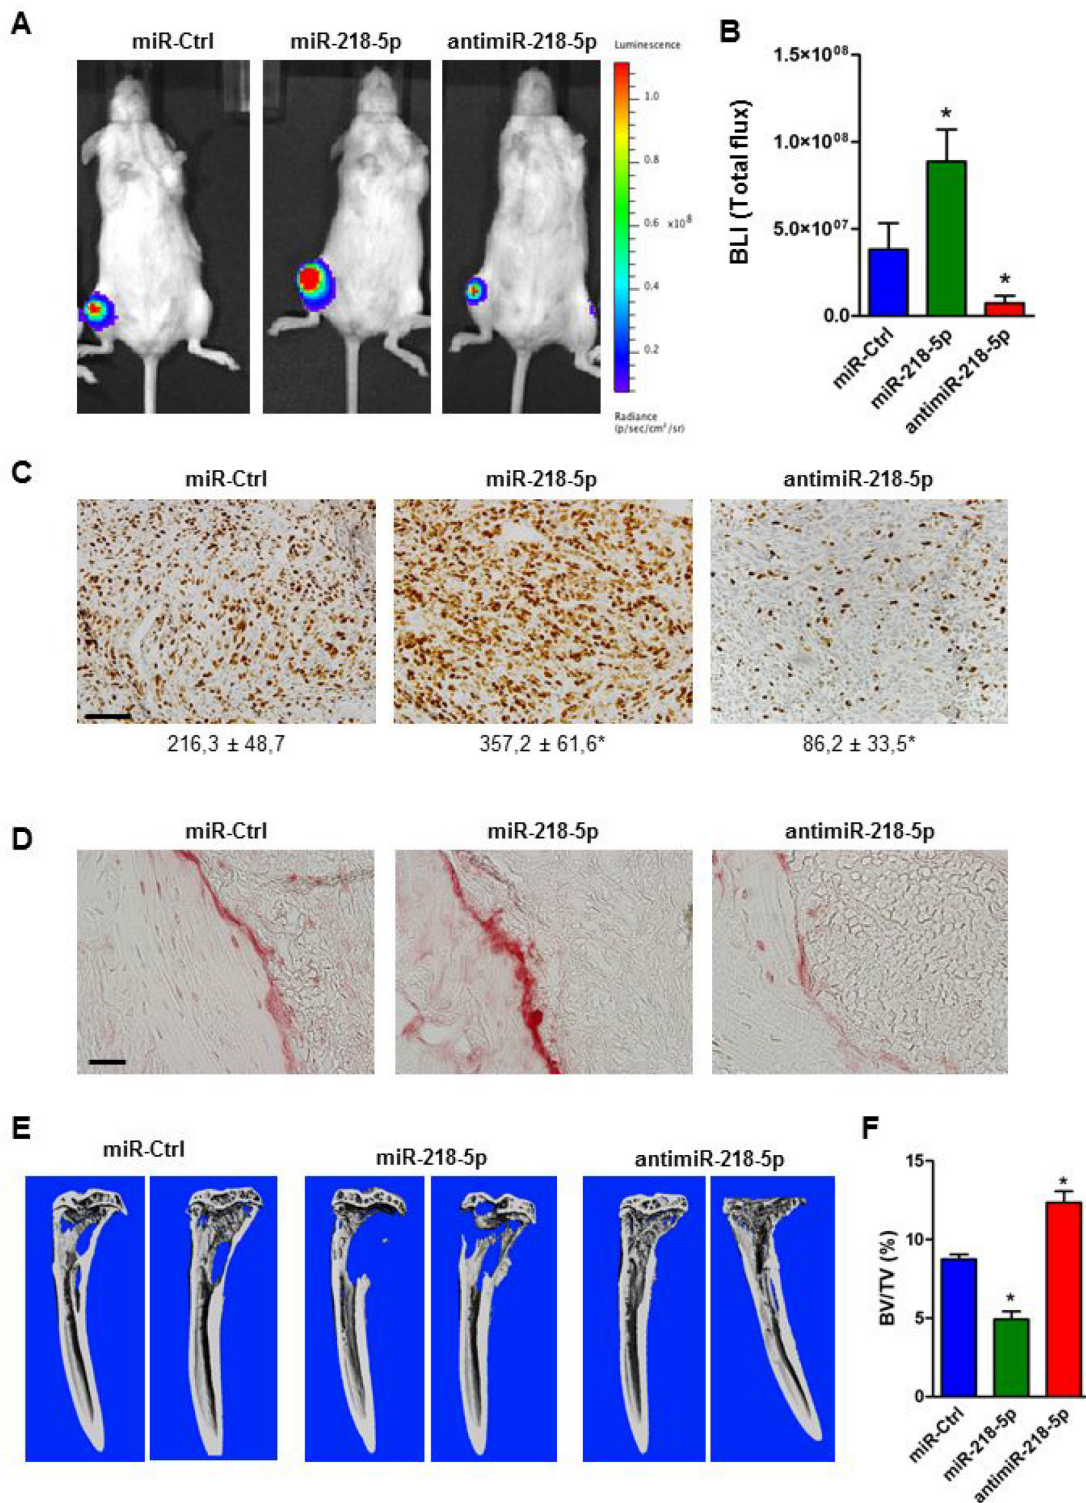 A
miR-Ctrl
miR-218-5p
antimiR-218-5p
Luminescence
1.0
0.8
0.6
x10⁸
0.4
0.2
Radiance
(p/sec/cm²/sr)
B
BLI (Total flux)
1.5×10⁰⁸
1.0×10⁰⁸
5.0×10⁰⁷
0.0
*
*
miR-Ctrl
miR-218-5p
antimiR-218-5p
C
miR-Ctrl
miR-218-5p
antimiR-218-5p
216,3 ± 48,7
357,2 ± 61,6*
86,2 ± 33,5*
D
miR-Ctrl
miR-218-5p
antimiR-218-5p
E
miR-Ctrl
miR-218-5p
antimiR-218-5p
F
BV/TV (%)
15
10
5
0
*
*
miR-Ctrl
miR-218-5p
antimiR-218-5p